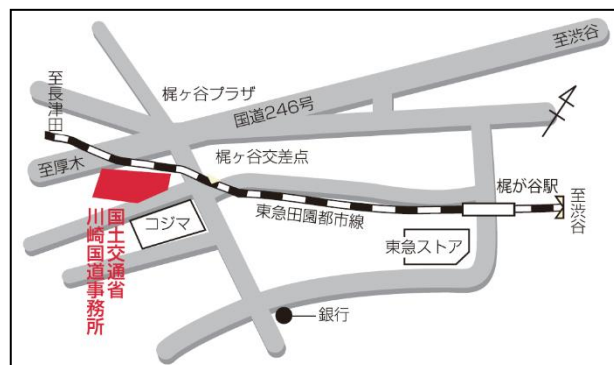 至渋谷
至長津田
梶ヶ谷プラザ
国道246号
梶ヶ谷交差点
至厚木
梶が谷駅
至渋谷
東急田園都市線
コジマ
東急ストア
国土交通省
川崎国道事務所
銀行